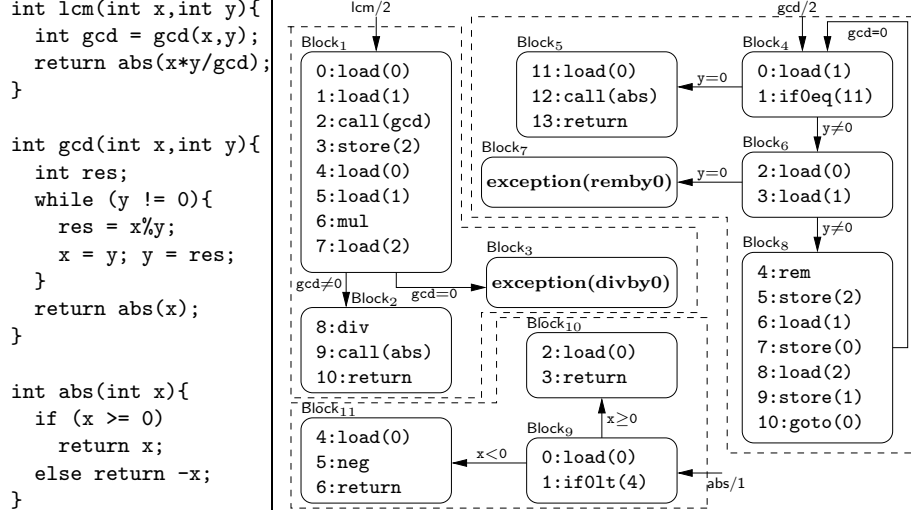 int lcm(int x,int y){
int gcd = gcd(x,y);
return abs(x*y/gcd);
}
int gcd(int x,int y){
int res;
while (y != 0){
res = x%y;
x = y; y = res;
}
return abs(x);
}
int abs(int x){
if (x >= 0)
return x;
else return -x;
}
lcm/2
Block1
0:load(0)
1:load(1)
2:call(gcd)
3:store(2)
4:load(0)
5:load(1)
6:mul
7:load(2)
gcd≠0
gcd=0
Block2
8:div
9:call(abs)
10:return
Block3
exception(divby0)
gcd/2
gcd=0
Block4
0:load(1)
1:if0eq(11)
y=0
y≠0
Block5
11:load(0)
12:call(abs)
13:return
Block6
2:load(0)
3:load(1)
y=0
y≠0
Block7
exception(remby0)
Block8
4:rem
5:store(2)
6:load(1)
7:store(0)
8:load(2)
9:store(1)
10:goto(0)
Block10
2:load(0)
3:return
x≥0
Block9
0:load(0)
1:if0lt(4)
abs/1
x<0
Block11
4:load(0)
5:neg
6:return